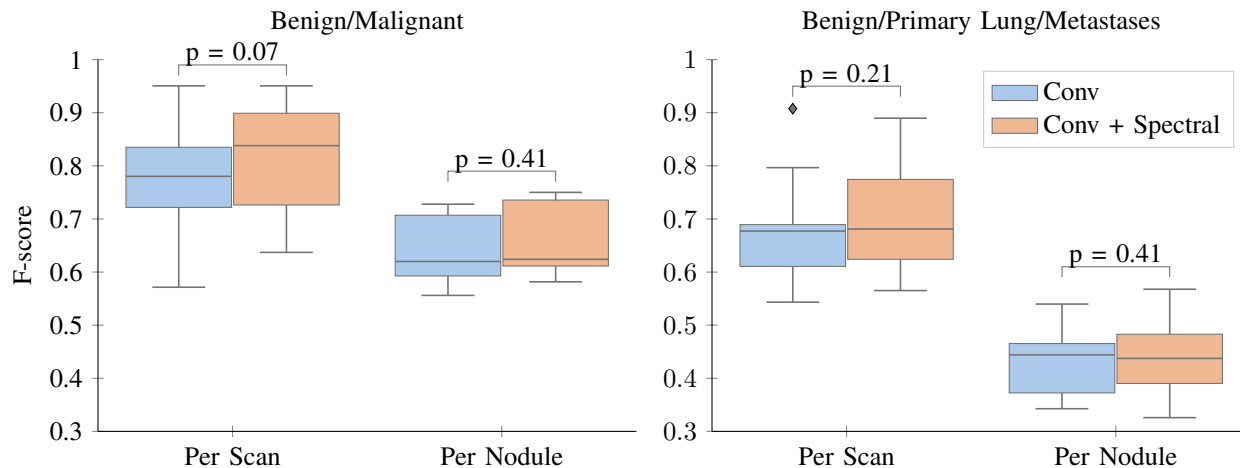 Benign/Malignant
F-score
1
0.9
0.8
0.7
0.6
0.5
0.4
0.3
p = 0.07
p = 0.41
Per Scan
Per Nodule
Benign/Primary Lung/Metastases
1
0.9
0.8
0.7
0.6
0.5
0.4
0.3
p = 0.21
p = 0.41
Conv
Conv + Spectral
Per Scan
Per Nodule